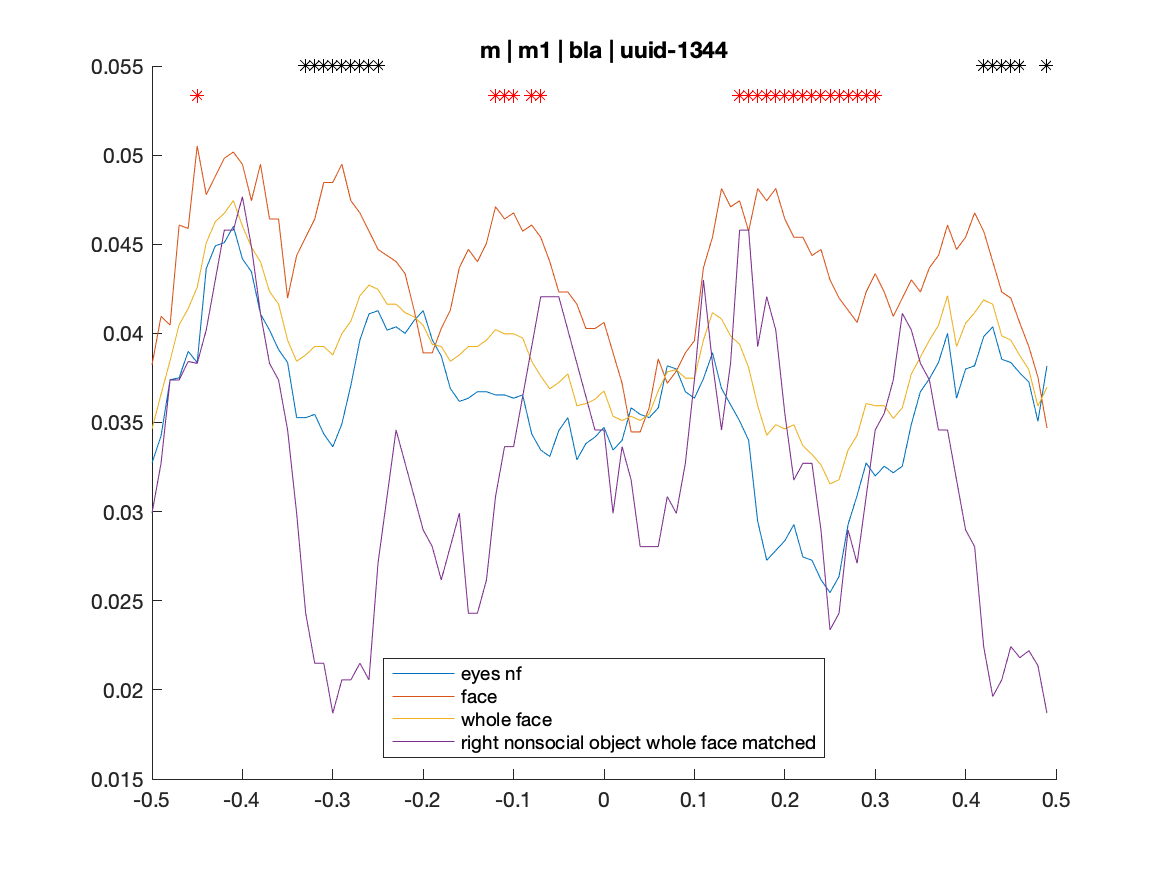 m | m1 | bla | uuid-1344
0.055
0.05
0.045
0.04
0.035
0.03
0.025
0.02
0.015
eyes nf
face
whole face
right nonsocial object whole face matched
-0.5 -0.4 -0.3 -0.2 -0.1 0 0.1 0.2 0.3 0.4 0.5